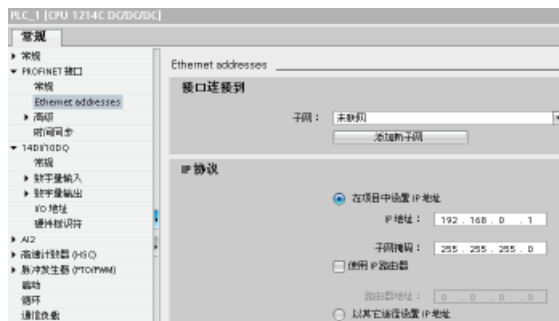 PLC_1 [CPU 1214C DC/DC/DC]
常规
常规
PROFINET 接口
常规
Ethernet addresses
高级
时间同步
14DI/10DQ
常规
数字量输入
数字量输出
I/O 地址
硬件标识符
AI2
高速计数器 (HSC)
脉冲发生器 (PTO/PWM)
启动
循环
通信负载
Ethernet addresses
接口连接到
子网：
未联网
添加新子网
IP 协议
在项目中设置 IP 地址
IP 地址：
192 . 168 . 0 . 1
子网掩码：
255 . 255 . 255 . 0
使用 IP 路由器
路由器地址：
0 . 0 . 0 . 0
以其它途径设置 IP 地址